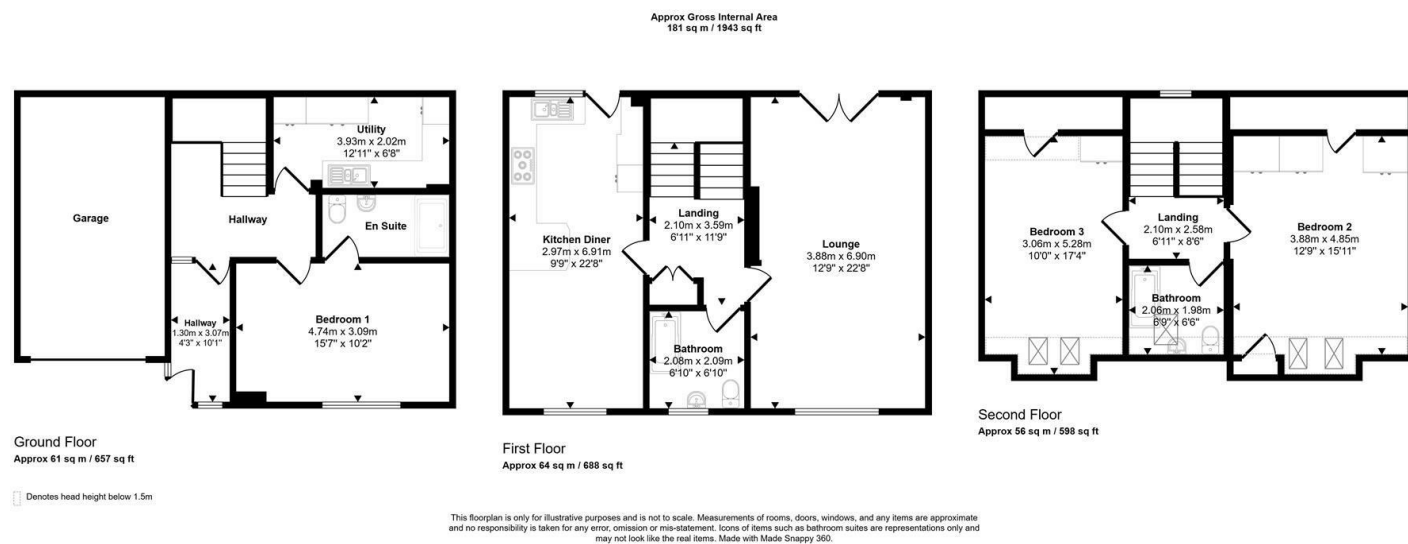 Approx Gross Internal Area
181 sq m / 1943 sq ft
Garage
Hallway
Utility
3.93m x 2.02m
12'11" x 6'8"
En Suite
Hallway
1.30m x 3.07m
4'3" x 10'1"
Bedroom 1
4.74m x 3.09m
15'7" x 10'2"
Ground Floor
Approx 61 sq m / 657 sq ft
Denotes head height below 1.5m
Kitchen Diner
2.97m x 6.91m
9'9" x 22'8"
Landing
2.10m x 3.59m
6'11" x 11'9"
Lounge
3.88m x 6.90m
12'9" x 22'8"
Bathroom
2.08m x 2.09m
6'10" x 6'10"
First Floor
Approx 64 sq m / 688 sq ft
Bedroom 3
3.06m x 5.28m
10'0" x 17'4"
Landing
2.10m x 2.58m
6'11" x 8'6"
Bedroom 2
3.88m x 4.85m
12'9" x 15'11"
Bathroom
2.06m x 1.98m
6'9" x 6'6"
Second Floor
Approx 56 sq m / 598 sq ft
This floorplan is only for illustrative purposes and is not to scale. Measurements of rooms, doors, windows, and any items are approximate
and no responsibility is taken for any error, omission or mis-statement. Icons of items such as bathroom suites are representations only and
may not look like the real items. Made with Made Snappy 360.